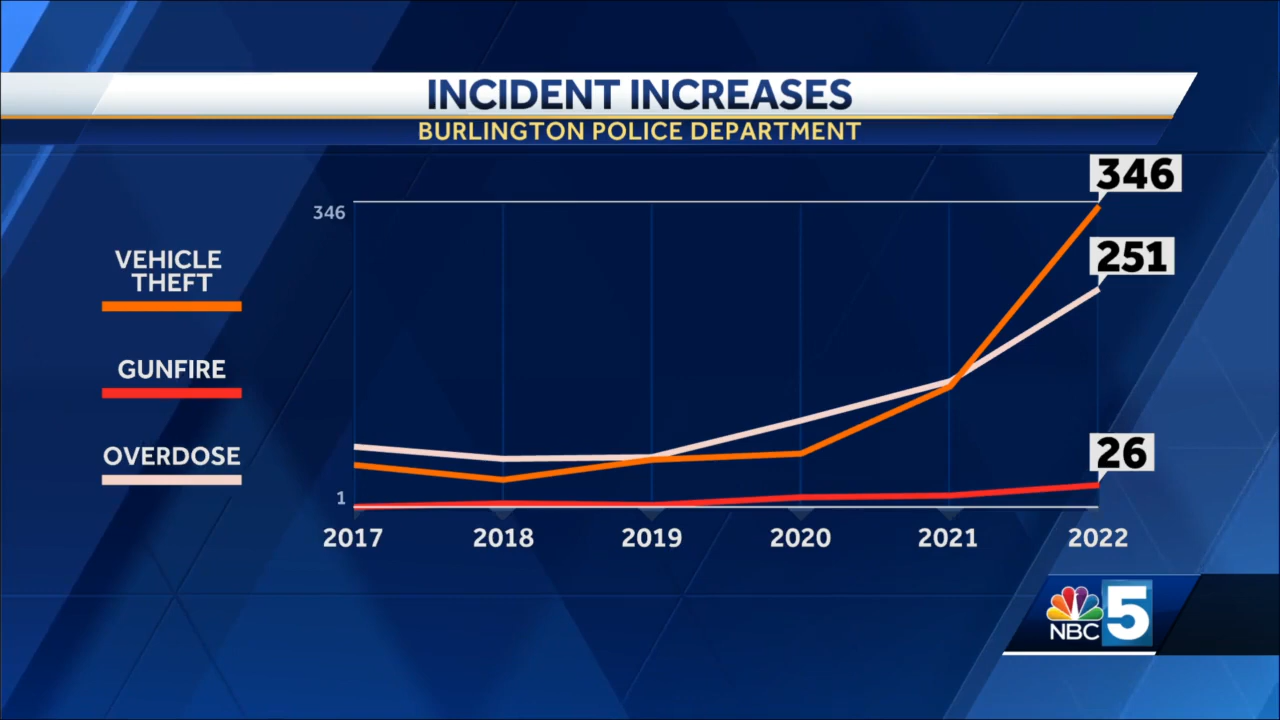 INCIDENT INCREASES
BURLINGTON POLICE DEPARTMENT
346
346
251
26
1
VEHICLE
THEFT
GUNFIRE
OVERDOSE
2017 2018 2019 2020 2021 2022
NBC 5